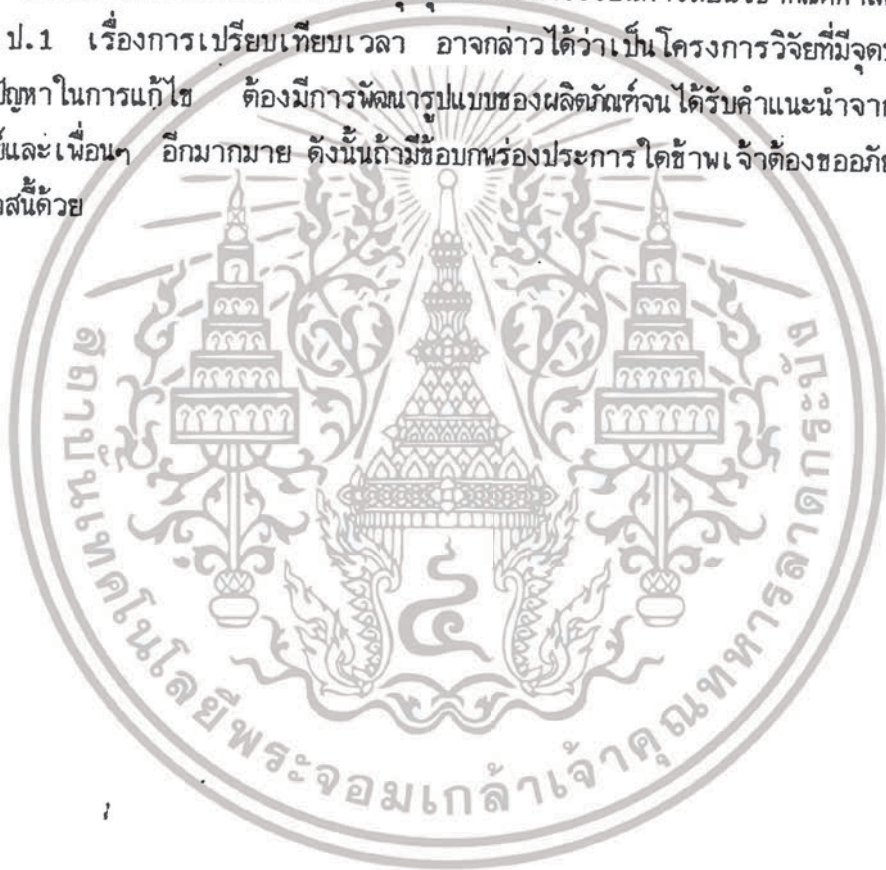 ป.1 เรื่องการเปรียบเทียบเวลา อาจกล่าวได้ว่าเป็นโครงการวิจัยที่มีจุด
ปัญหาในการแก้ไข ต้องมีการพัฒนารูปแบบของผลิตภัณฑ์จนได้รับคำแนะนำจาก
และเพื่อนๆ อีกมากมาย ดังนั้นถ้ามีข้อบกพร่องประการใดข้าพเจ้าต้องขออภัย
สนี้ด้วย
สถาบันเทคโนโลยีพระจอมเกล้าเจ้าคุณทหารลาดกระบัง
๔